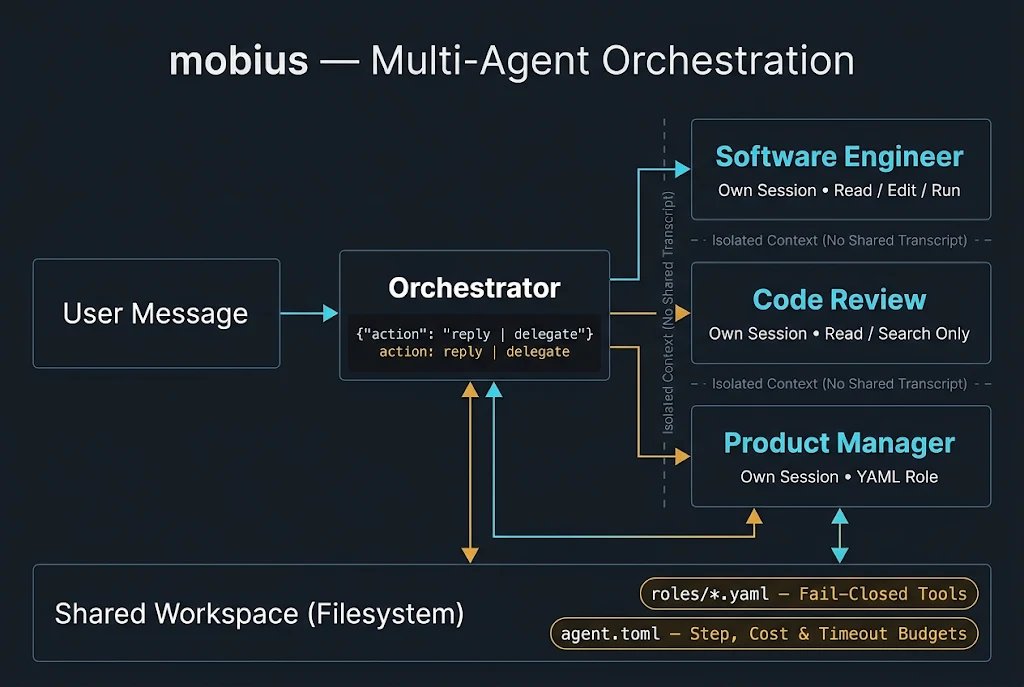 mobius — Multi-Agent Orchestration
User Message
Orchestrator
{"action": "reply | delegate"}
action: reply | delegate
Isolated Context (No Shared Transcript)
Software Engineer
Own Session • Read / Edit / Run
Isolated Context (No Shared Transcript)
Code Review
Own Session • Read / Search Only
Isolated Context (No Shared Transcript)
Product Manager
Own Session • YAML Role
Shared Workspace (Filesystem)
roles/*.yaml — Fail-Closed Tools
agent.toml — Step, Cost & Timeout Budgets